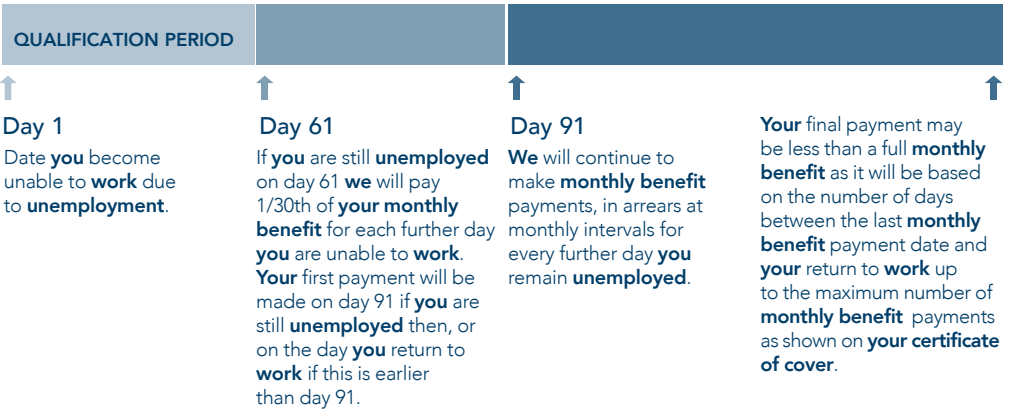 QUALIFICATION PERIOD
Day 1
Date you become
unable to work due
to unemployment.
Day 61
If you are still unemployed
on day 61 we will pay
1/30th of your monthly
benefit for each further day
you are unable to work.
Your first payment will be
made on day 91 if you are
still unemployed then, or
on the day you return to
work if this is earlier
than day 91.
Day 91
We will continue to
make monthly benefit
payments, in arrears at
monthly intervals for
every further day you
remain unemployed.
Your final payment may
be less than a full monthly
benefit as it will be based
on the number of days
between the last monthly
benefit payment date and
your return to work up
to the maximum number of
monthly benefit payments
as shown on your certificate
of cover.